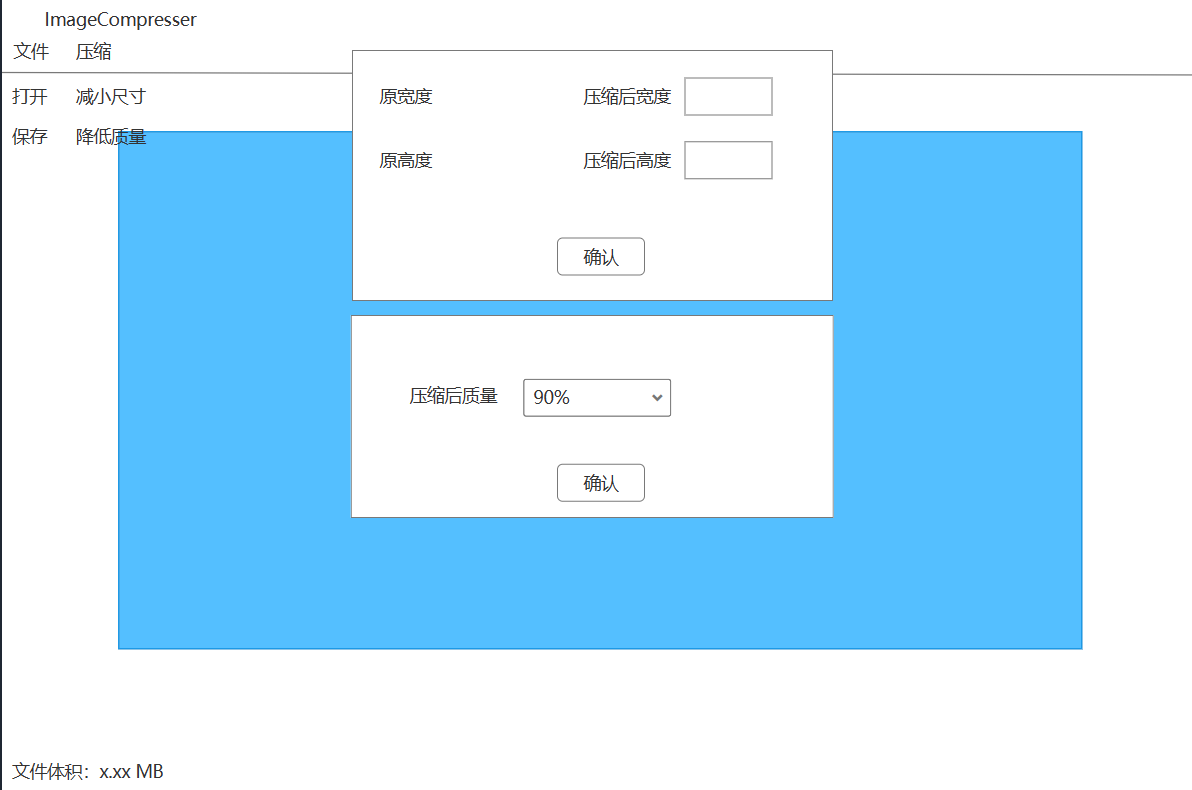 ImageCompresser
文件 压缩
打开 减小尺寸
保存 降低质量
原宽度 压缩后宽度
原高度 压缩后高度
确认
压缩后质量 90%
确认
文件体积：x.xx MB